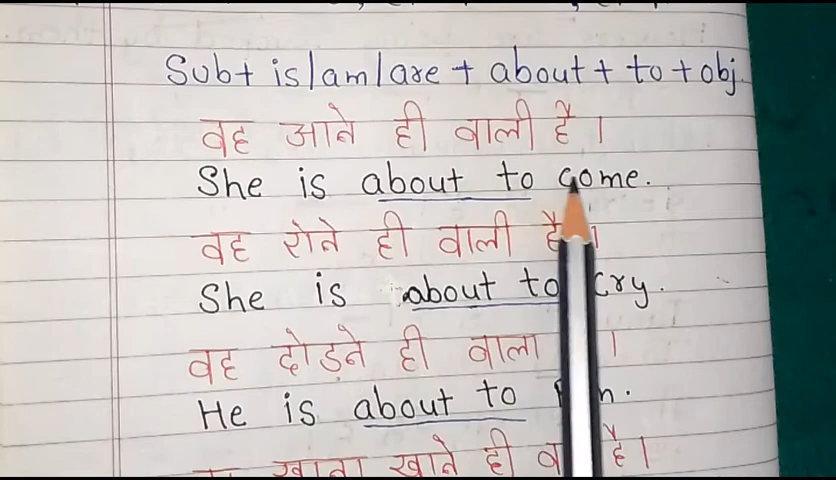 Sub+ is/am/are + about + to + obj.
वह आने ही वाली है।
She is about to come.
वह रोने ही वाली है।
She is about to cry.
वह दोड़ने ही वाला ।
He is about to
खाना खाने ही है।